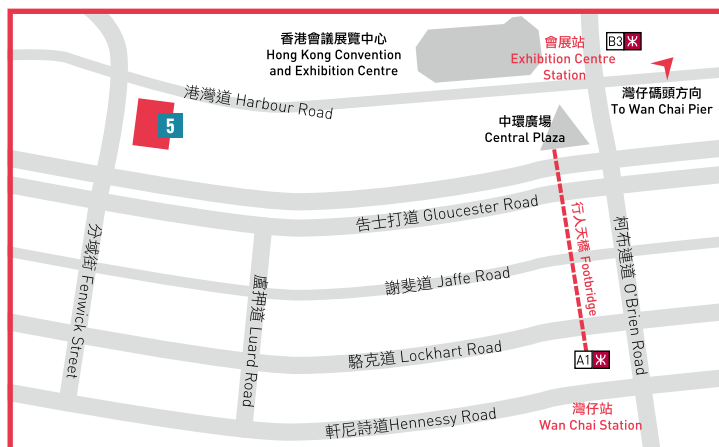 香港會議展覽中心
Hong Kong Convention
and Exhibition Centre
會展站
Exhibition Centre
Station
B3
灣仔碼頭方向
To Wan Chai Pier
港灣道 Harbour Road
5
中環廣場
Central Plaza
告士打道 Gloucester Road
行人天橋 Footbridge
柯布連道 O'Brien Road
分域街 Fenwick Street
盧押道 Luard Road
謝斐道 Jaffe Road
駱克道 Lockhart Road
A1
灣仔站
Wan Chai Station
軒尼詩道Hennessy Road